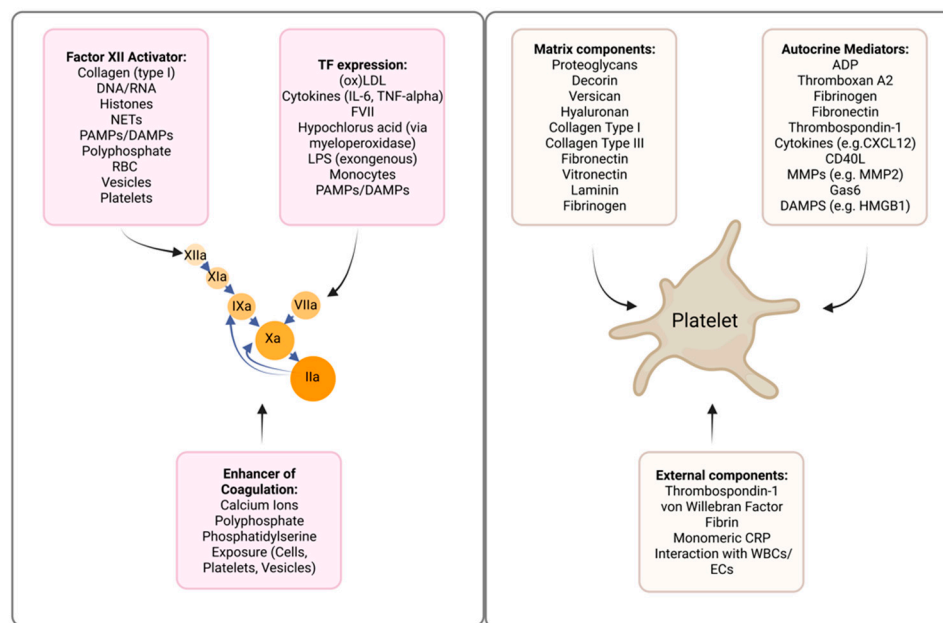 Factor XII Activator:
Collagen (type I)
DNA/RNA
Histones
NETs
PAMPs/DAMPs
Polyphosphate
RBC
Vesicles
Platelets
TF expression:
(ox)LDL
Cytokines (IL-6, TNF-alpha)
FVII
Hypochlorus acid (via
myeloperoxidase)
LPS (exongenous)
Monocytes
PAMPs/DAMPs
XIIa
XIa
IXa
VIIa
Xa
IIa
Enhancer of
Coagulation:
Calcium Ions
Polyphosphate
Phosphatidylserine
Exposure (Cells,
Platelets, Vesicles)
Matrix components:
Proteoglycans
Decorin
Versican
Hyaluronan
Collagen Type I
Collagen Type III
Fibronectin
Vitronectin
Laminin
Fibrinogen
Autocrine Mediators:
ADP
Thromboxan A2
Fibrinogen
Fibronectin
Thrombospondin-1
Cytokines (e.g.CXCL12)
CD40L
MMPs (e.g. MMP2)
Gas6
DAMPS (e.g. HMGB1)
Platelet
External components:
Thrombospondin-1
von Willebran Factor
Fibrin
Monomeric CRP
Interaction with WBCs/
ECs